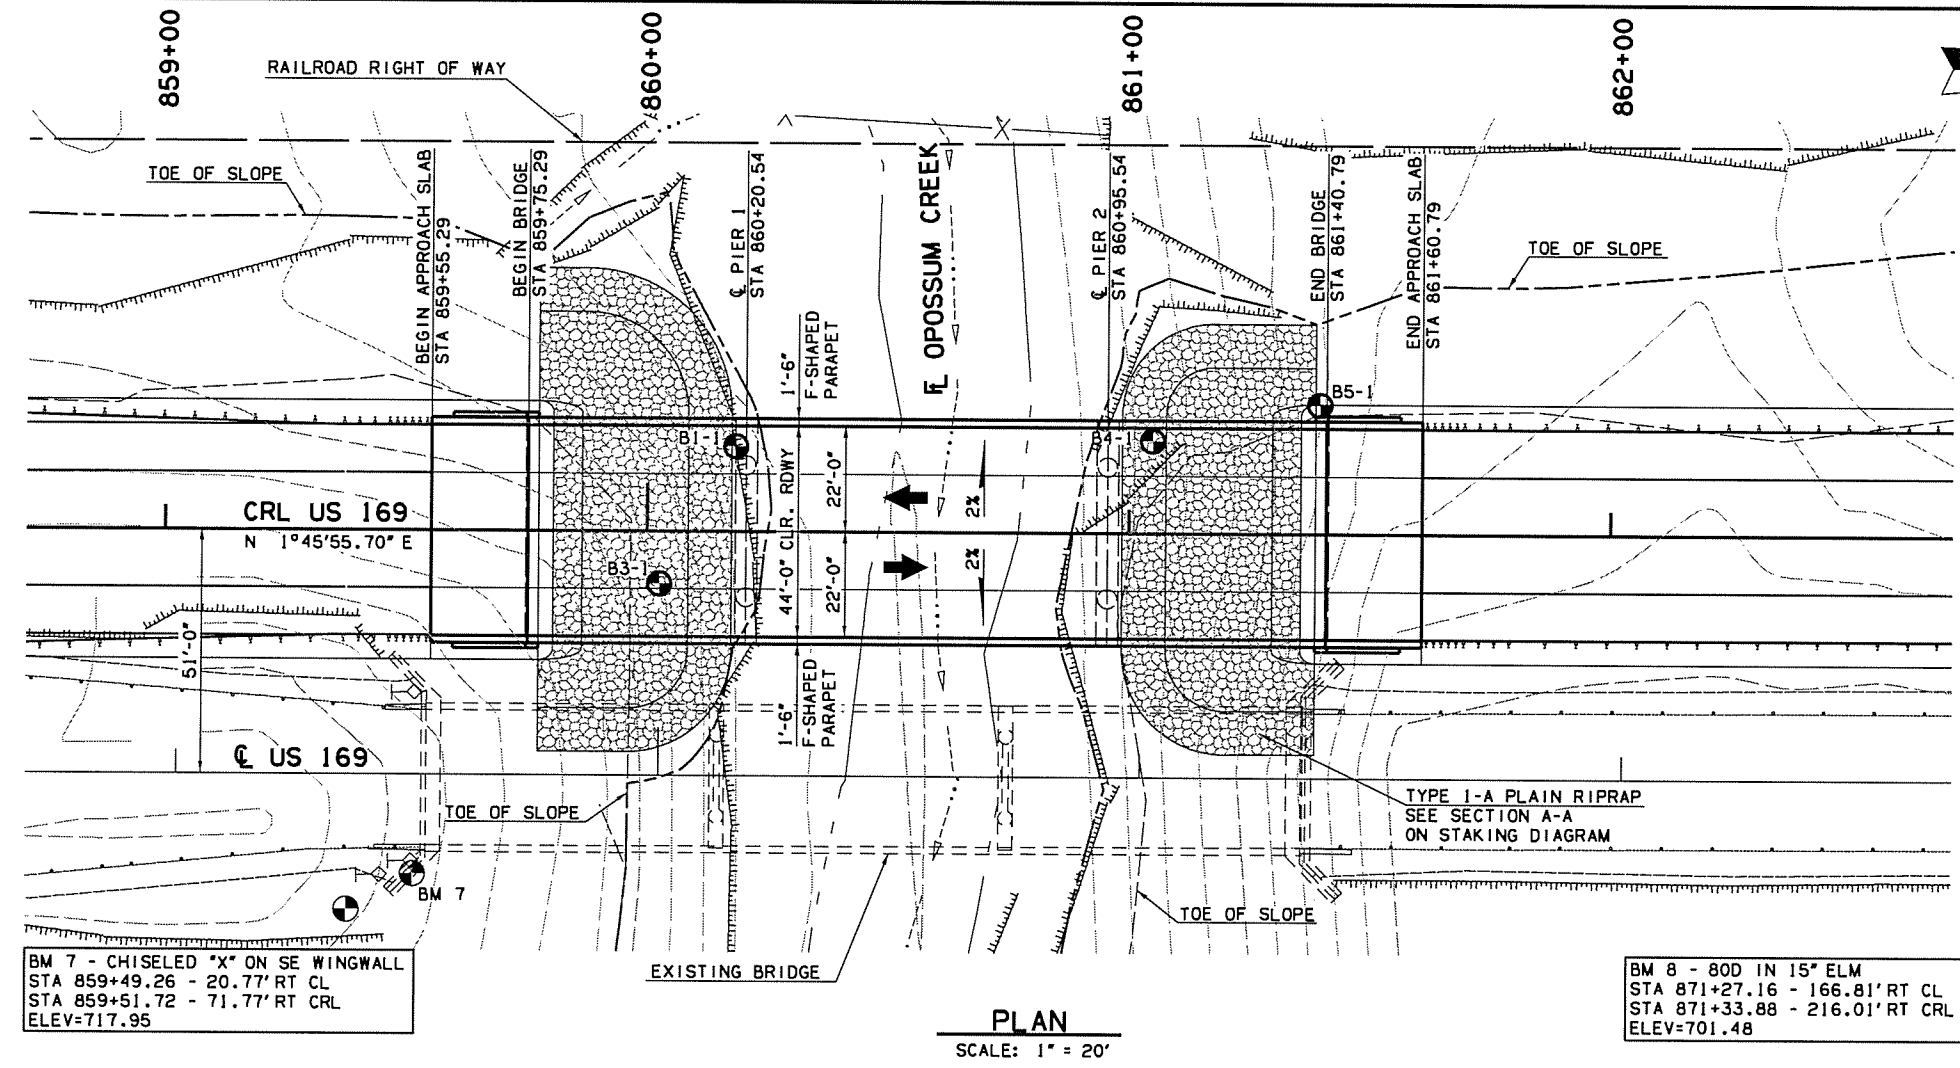 859+00
860+00
861+00
862+00
RAILROAD RIGHT OF WAY
TOE OF SLOPE
BEGIN APPROACH SLAB
STA 859+55.29
BEGIN BRIDGE
STA 859+75.29
℄ PIER 1
STA 860+20.54
F̲L OPOSSUM CREEK
℄ PIER 2
STA 860+95.54
END BRIDGE
STA 861+40.79
END APPROACH SLAB
STA 861+60.79
TOE OF SLOPE
1'-6"
F-SHAPED
PARAPET
B1-1
B4-1
B5-1
44'-0" CLR. RDWY
22'-0"
2%
CRL US 169
N 1°45'55.70" E
B3-1
22'-0"
2%
51'-0"
1'-6"
F-SHAPED
PARAPET
℄ US 169
TOE OF SLOPE
TYPE I-A PLAIN RIPRAP
SEE SECTION A-A
ON STAKING DIAGRAM
BM 7
TOE OF SLOPE
EXISTING BRIDGE
BM 7 - CHISELED "X" ON SE WINGWALL
STA 859+49.26 - 20.77' RT CL
STA 859+51.72 - 71.77' RT CRL
ELEV=717.95
PLAN
SCALE: 1" = 20'
BM 8 - 80D IN 15" ELM
STA 871+27.16 - 166.81' RT CL
STA 871+33.88 - 216.01' RT CRL
ELEV=701.48